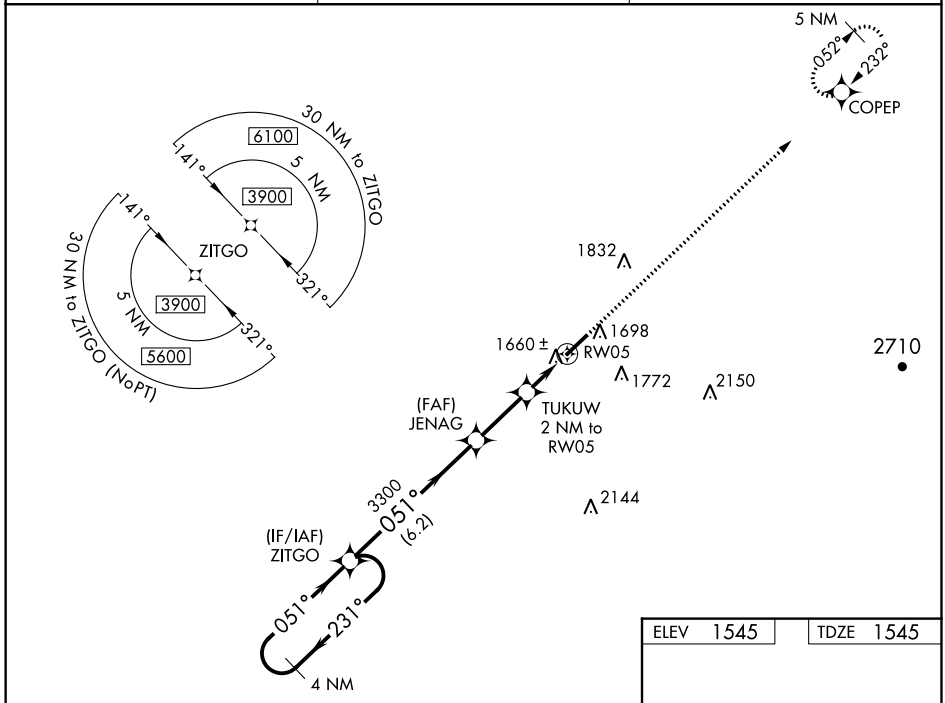 5 NM
052°
232°
COPEP
30 NM to ZITGO
6100
141°
5 NM
3900
ZITGO
321°
141°
30 NM to ZITGO (NoPT)
5 NM
3900
321°
5600
1832
1698
1660 ±
RW05
2710
1772
2150
(FAF)
JENAG
TUKUW
2 NM to
RW05
3300
051°
(6.2)
2144
(IF/IAF)
ZITGO
051°
231°
4 NM
ELEV 1545
TDZE 1545